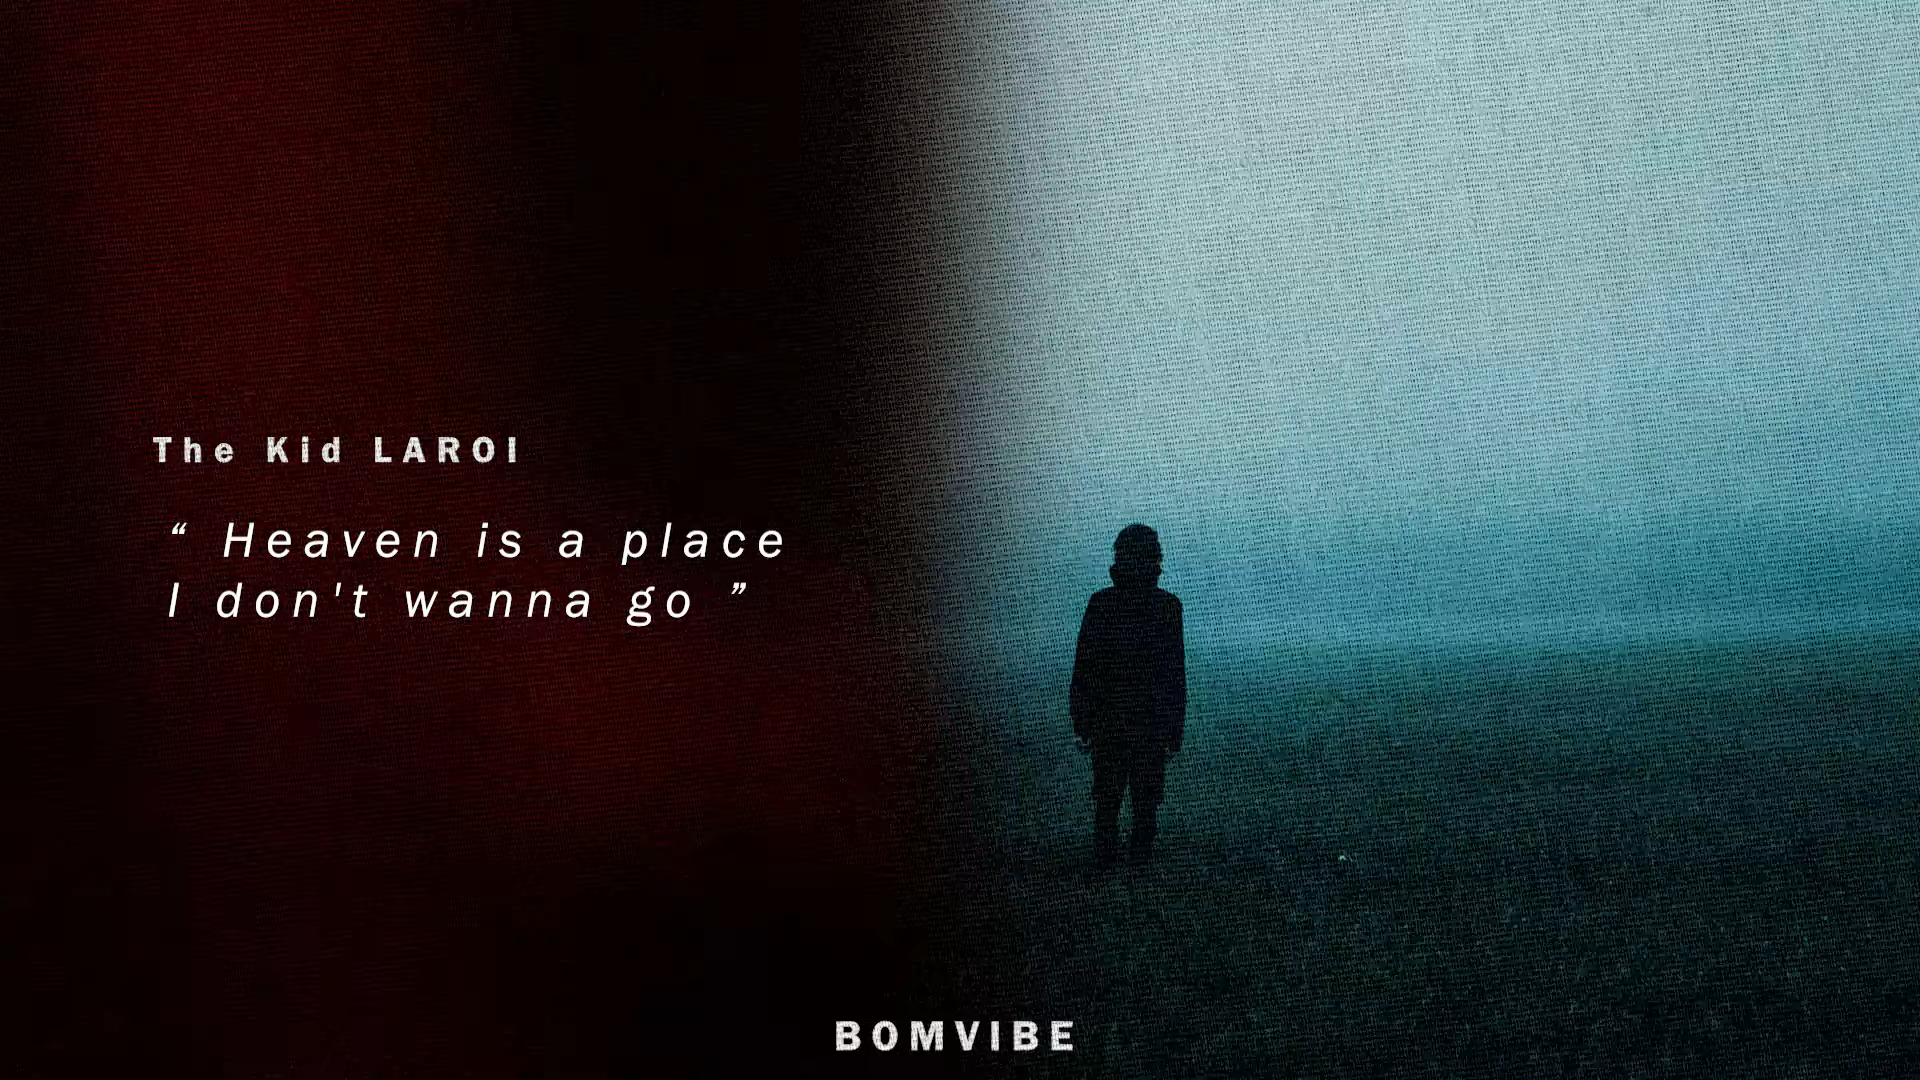 The Kid LAROI
“ Heaven is a place
I don't wanna go ”
BOMVIBE